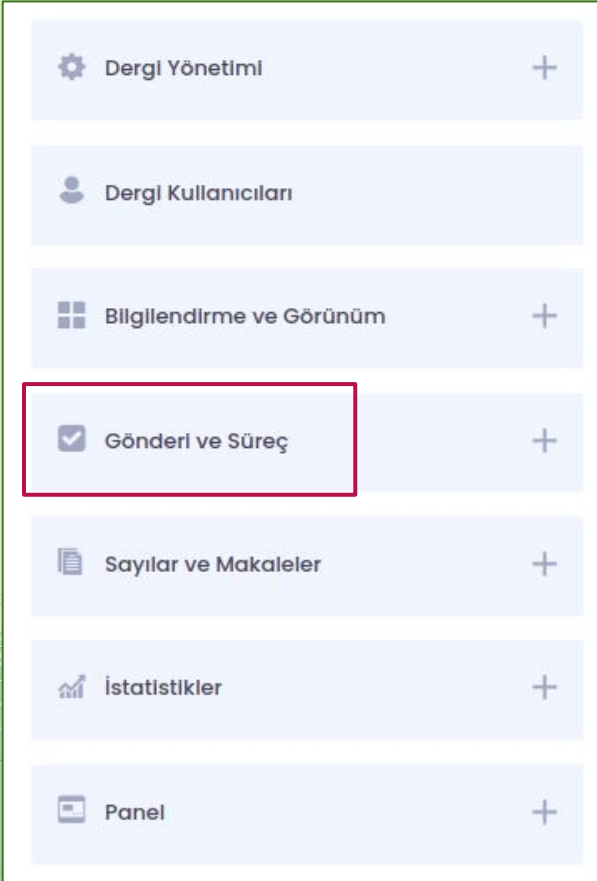 Dergi Yönetimi
Dergi Kullanıcıları
Bilgilendirme ve Görünüm
Gönderi ve Süreç
Sayılar ve Makaleler
İstatistikler
Panel